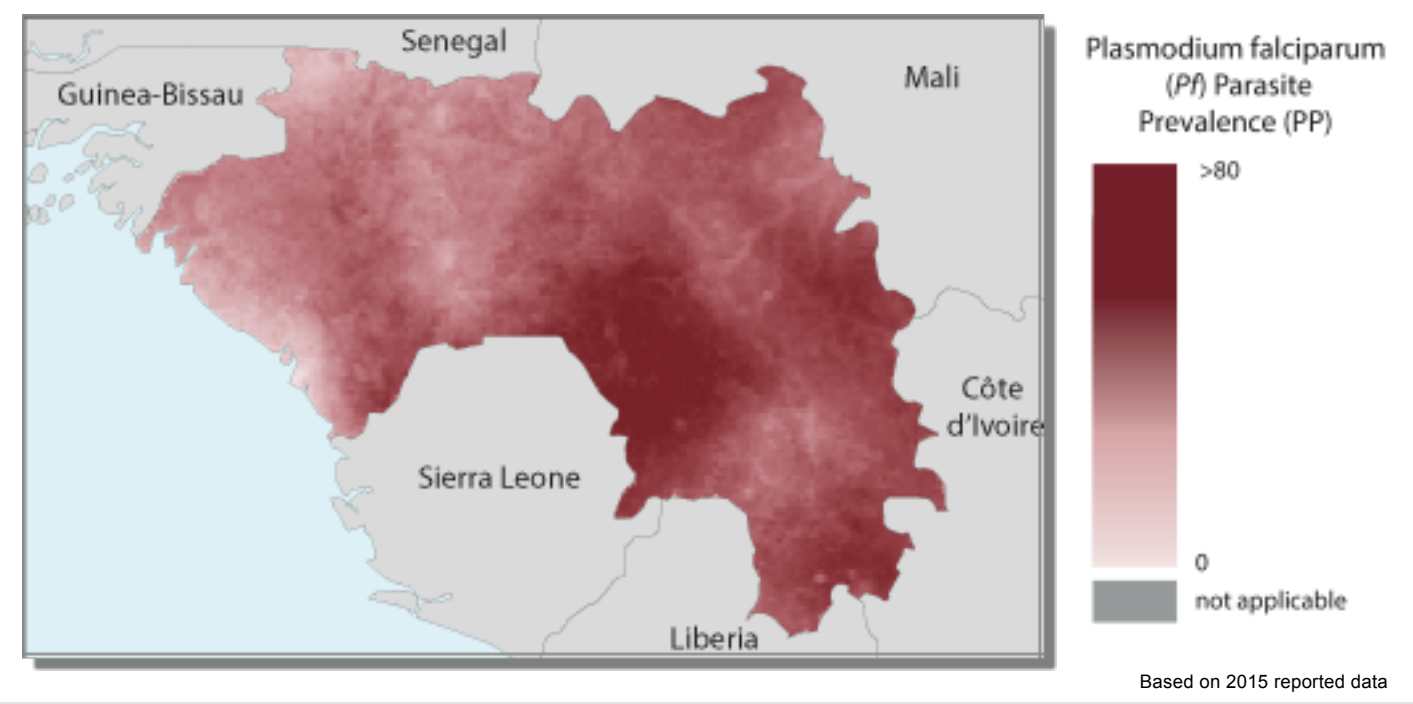 Senegal
Mali
Guinea-Bissau
Côte
d'Ivoire
Sierra Leone
Liberia
Plasmodium falciparum
(Pf) Parasite
Prevalence (PP)
>80
0
not applicable
Based on 2015 reported data